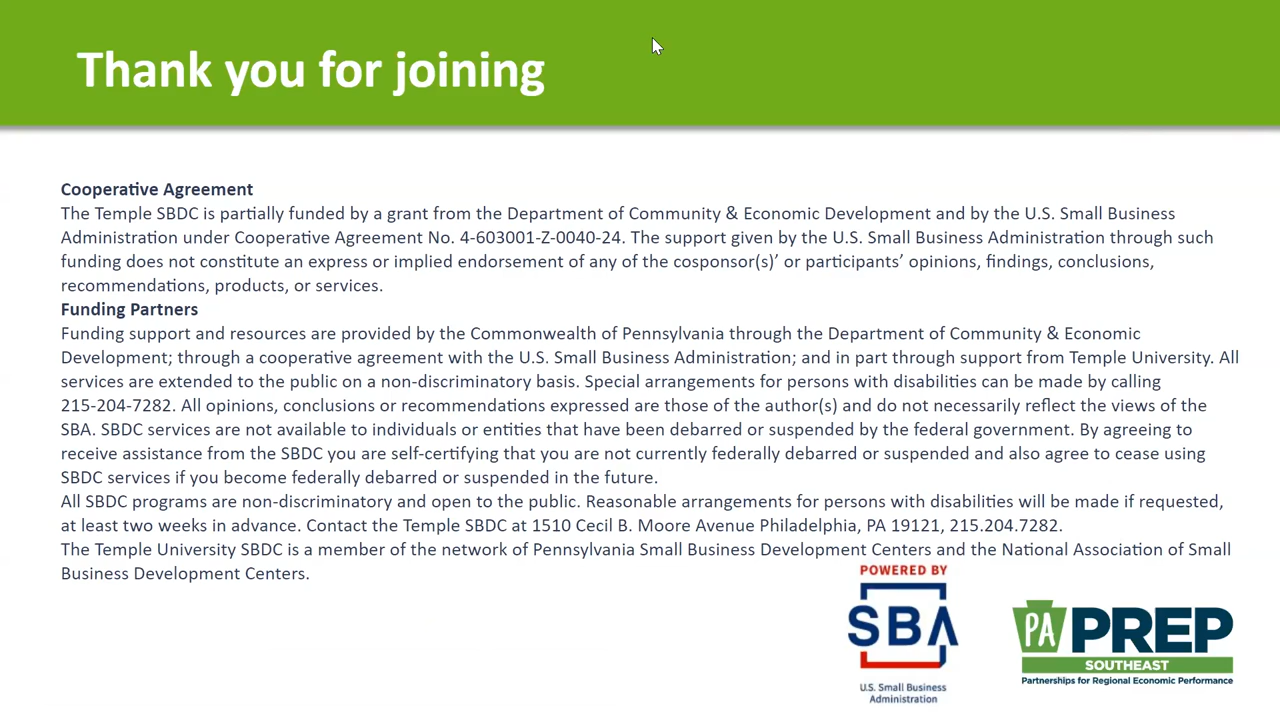 Thank you for joining
Cooperative Agreement
The Temple SBDC is partially funded by a grant from the Department of Community & Economic Development and by the U.S. Small Business
Administration under Cooperative Agreement No. 4-603001-Z-0040-24. The support given by the U.S. Small Business Administration through such
funding does not constitute an express or implied endorsement of any of the cosponsor(s)’ or participants’ opinions, findings, conclusions,
recommendations, products, or services.
Funding Partners
Funding support and resources are provided by the Commonwealth of Pennsylvania through the Department of Community & Economic
Development; through a cooperative agreement with the U.S. Small Business Administration; and in part through support from Temple University. All
services are extended to the public on a non-discriminatory basis. Special arrangements for persons with disabilities can be made by calling
215-204-7282. All opinions, conclusions or recommendations expressed are those of the author(s) and do not necessarily reflect the views of the
SBA. SBDC services are not available to individuals or entities that have been debarred or suspended by the federal government. By agreeing to
receive assistance from the SBDC you are self-certifying that you are not currently federally debarred or suspended and also agree to cease using
SBDC services if you become federally debarred or suspended in the future.
All SBDC programs are non-discriminatory and open to the public. Reasonable arrangements for persons with disabilities will be made if requested,
at least two weeks in advance. Contact the Temple SBDC at 1510 Cecil B. Moore Avenue Philadelphia, PA 19121, 215.204.7282.
The Temple University SBDC is a member of the network of Pennsylvania Small Business Development Centers and the National Association of Small
Business Development Centers.
POWERED BY
SBA
U.S. Small Business
Administration
PA PREP
SOUTHEAST
Partnerships for Regional Economic Performance